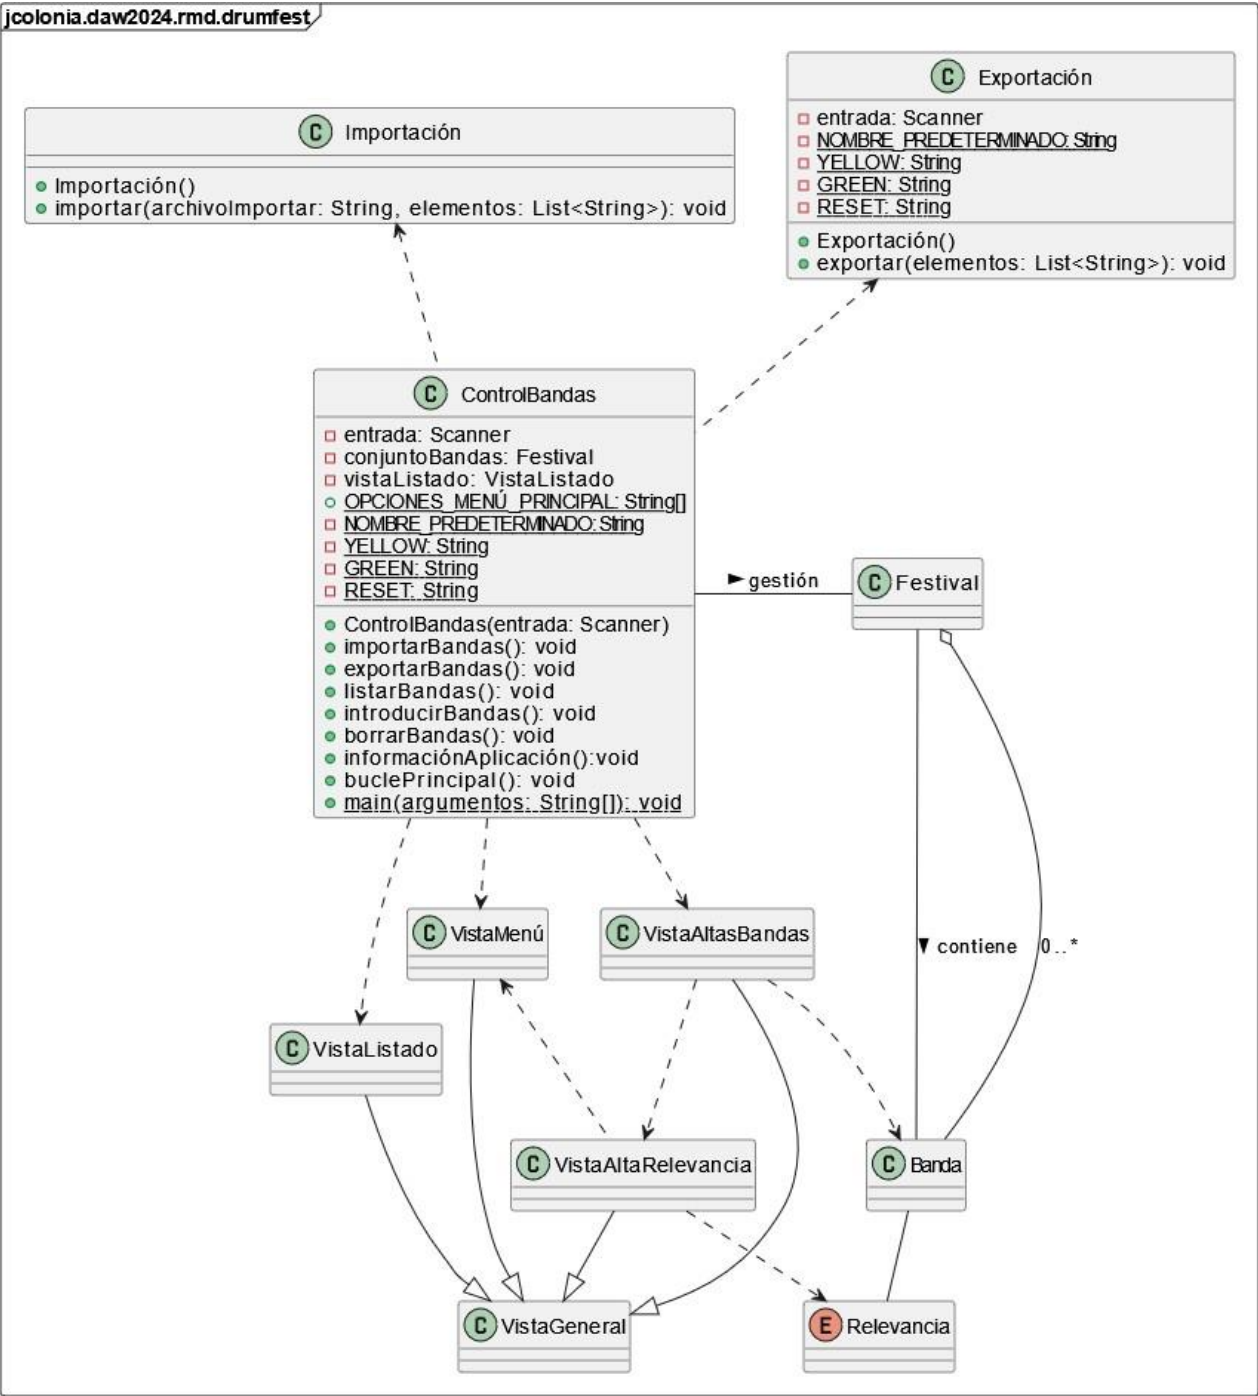 jcolonia.daw2024.rmd.drumfest
C Exportación
entrada: Scanner
NOMBRE_PREDETERMINADO: String
YELLOW: String
GREEN: String
RESET: String
Exportación()
exportar(elementos: List<String>): void
C Importación
Importación()
importar(archivoImportar: String, elementos: List<String>): void
C ControlBandas
entrada: Scanner
conjuntoBandas: Festival
vistaListado: VistaListado
OPCIONES_MENÚ_PRINCIPAL: String[]
NOMBRE_PREDETERMINADO: String
YELLOW: String
GREEN: String
RESET: String
ControlBandas(entrada: Scanner)
importarBandas(): void
exportarBandas(): void
listarBandas(): void
introducirBandas(): void
borrarBandas(): void
informaciónAplicación():void
buclePrincipal(): void
main(argumentos: String[]): void
gestión
C Festival
C VistaMenú
C VistaAltasBandas
contiene
0..*
C VistaListado
C VistaAltaRelevancia
C Banda
C VistaGeneral
E Relevancia